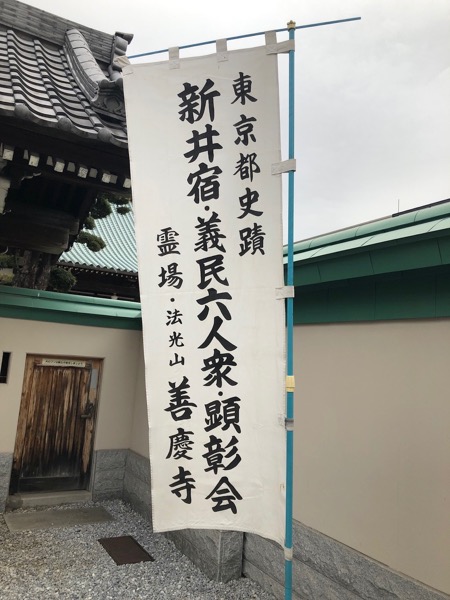 東京都史蹟
新井宿・義民六人衆・顕彰会
霊場・法光山 善慶寺